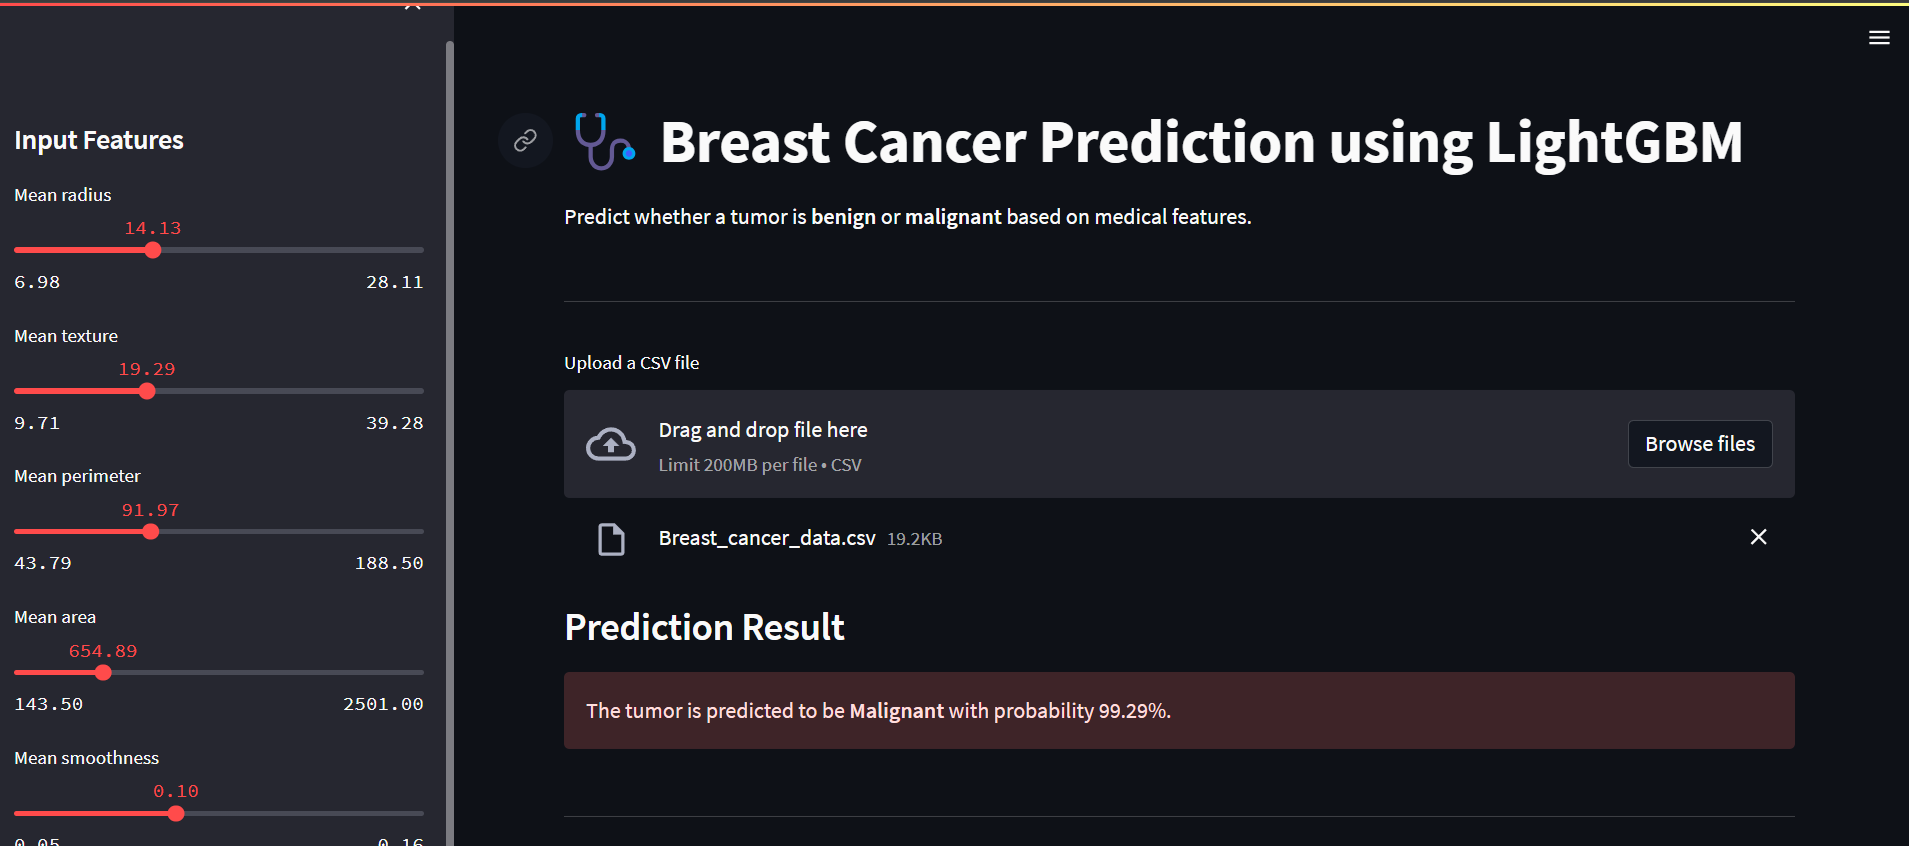 Input Features
Mean radius
14.13
6.98 28.11
Mean texture
19.29
9.71 39.28
Mean perimeter
91.97
43.79 188.50
Mean area
654.89
143.50 2501.00
Mean smoothness
0.10
0.05 0.16
Breast Cancer Prediction using LightGBM
Predict whether a tumor is benign or malignant based on medical features.
Upload a CSV file
Drag and drop file here
Limit 200MB per file • CSV
Browse files
Breast_cancer_data.csv 19.2KB
Prediction Result
The tumor is predicted to be Malignant with probability 99.29%.